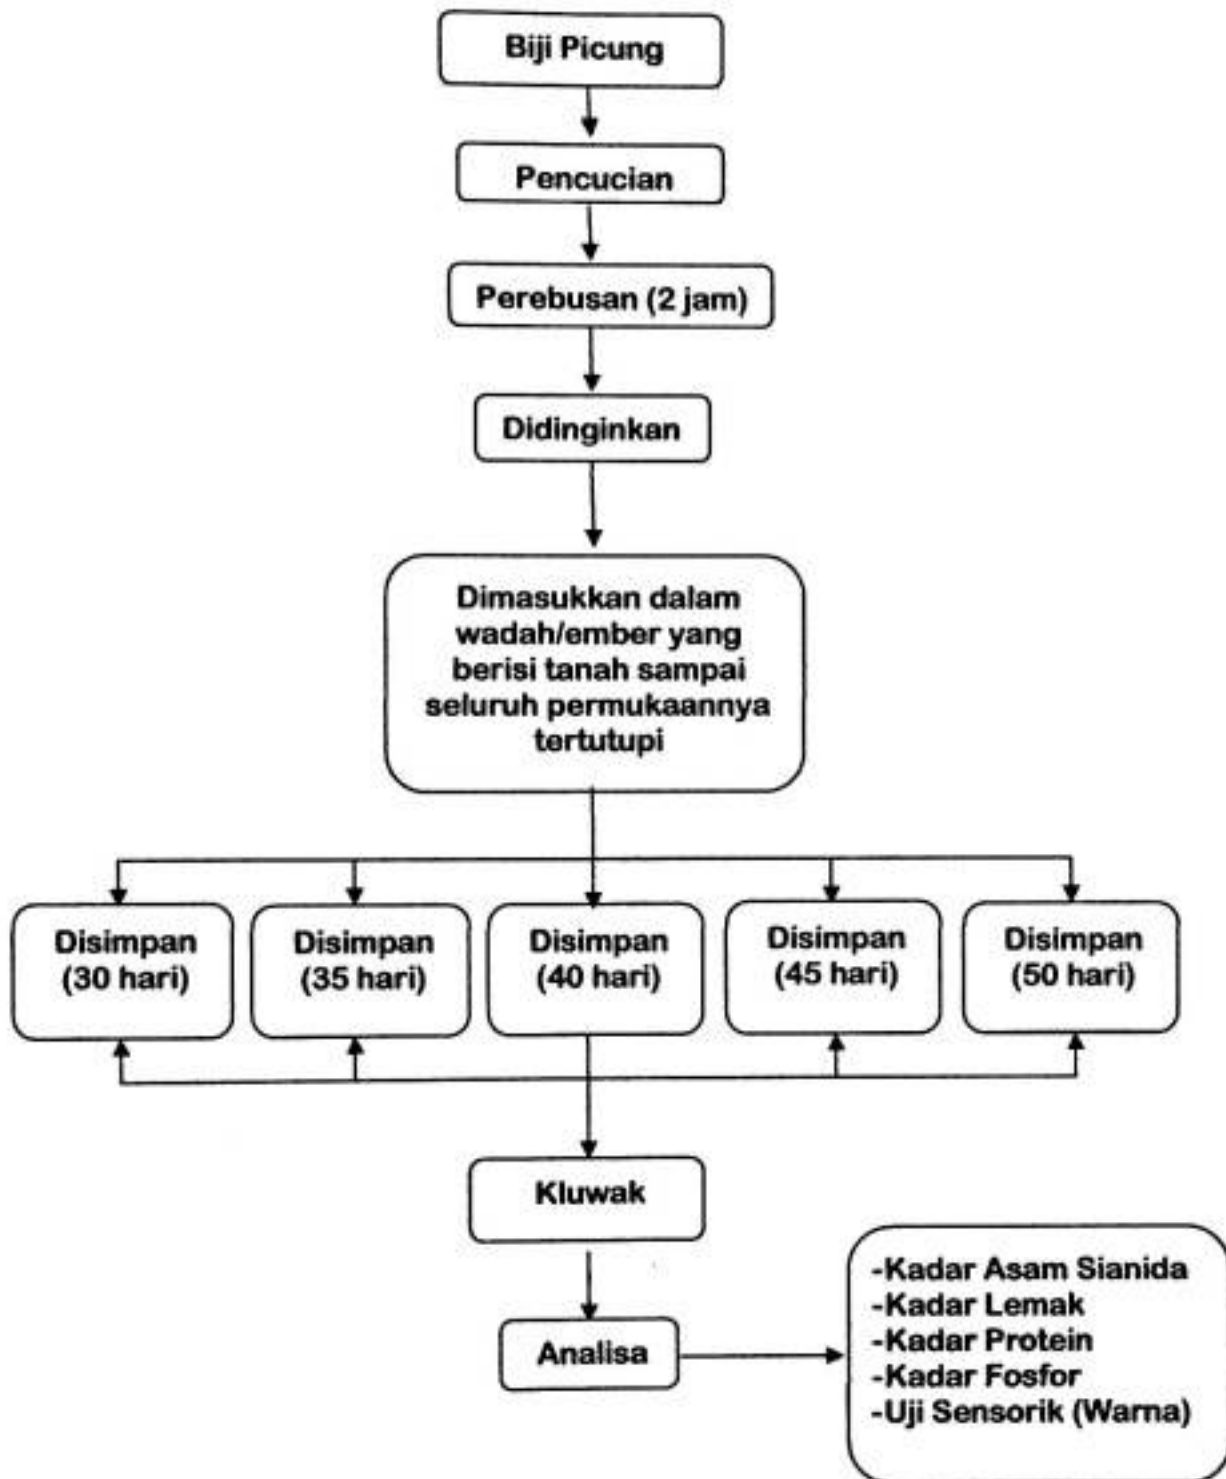 Biji Picung
Pencucian
Perebusan (2 jam)
Didinginkan
Dimasukkan dalam
wadah/ember yang
berisi tanah sampai
seluruh permukaannya
tertutupi
Disimpan
(30 hari)
Disimpan
(35 hari)
Disimpan
(40 hari)
Disimpan
(45 hari)
Disimpan
(50 hari)
Kluwak
Analisa
-Kadar Asam Sianida
-Kadar Lemak
-Kadar Protein
-Kadar Fosfor
-Uji Sensorik (Warna)